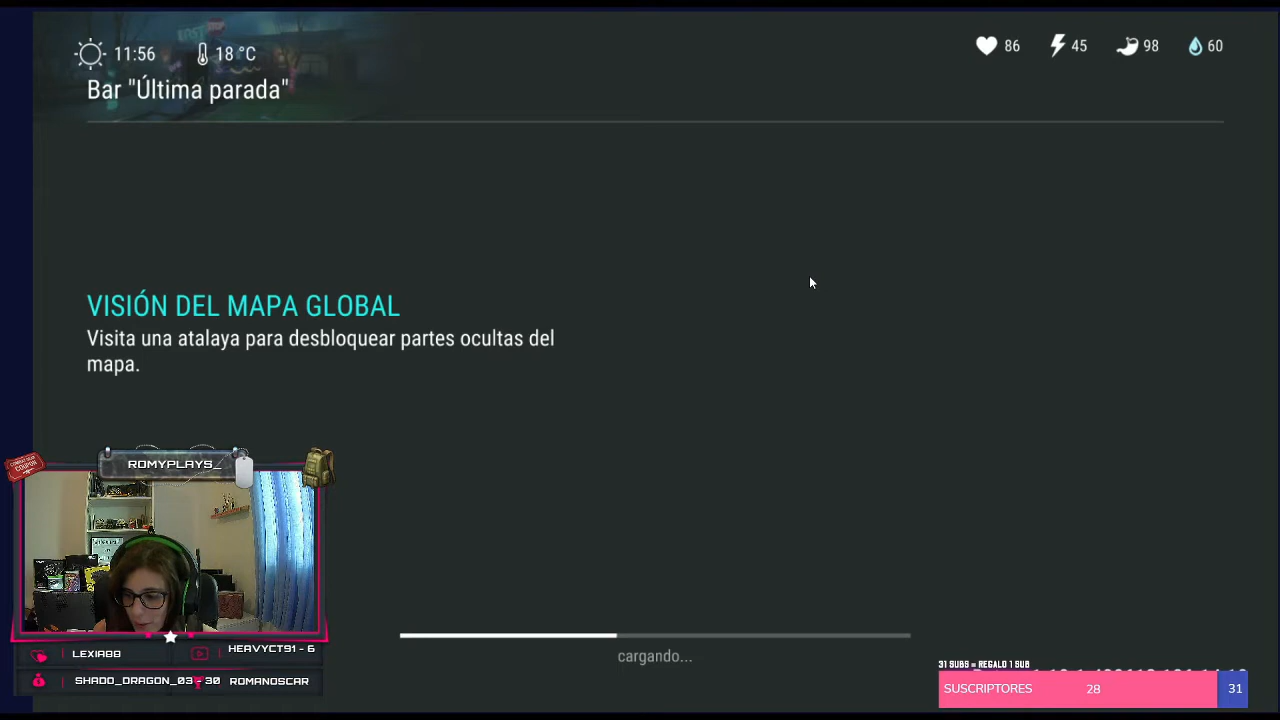 11:56 18 °C
86 45 98 60
Bar "Última parada"
VISIÓN DEL MAPA GLOBAL
Visita una atalaya para desbloquear partes ocultas del
mapa.
ROMYPLAYS_
LEXIA88
HEAVYCT91 - 6
SHADO_DRAGON_03 - 30
ROMANOSCAR
cargando...
31 SUBS = REGALO 1 SUB
SUSCRIPTORES 28 31